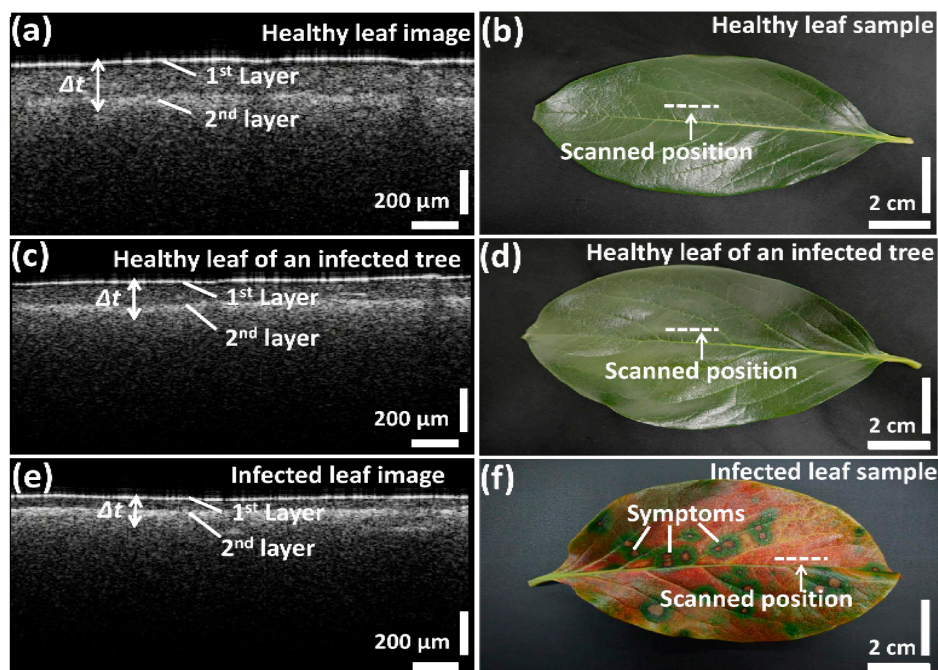 (a) Healthy leaf image
Δt
1st Layer
2nd layer
200 µm
(b) Healthy leaf sample
Scanned position
2 cm
(c) Healthy leaf of an infected tree
Δt
1st Layer
2nd layer
200 µm
(d) Healthy leaf of an infected tree
Scanned position
2 cm
(e) Infected leaf image
Δt
1st Layer
2nd layer
200 µm
(f) Infected leaf sample
Symptoms
Scanned position
2 cm